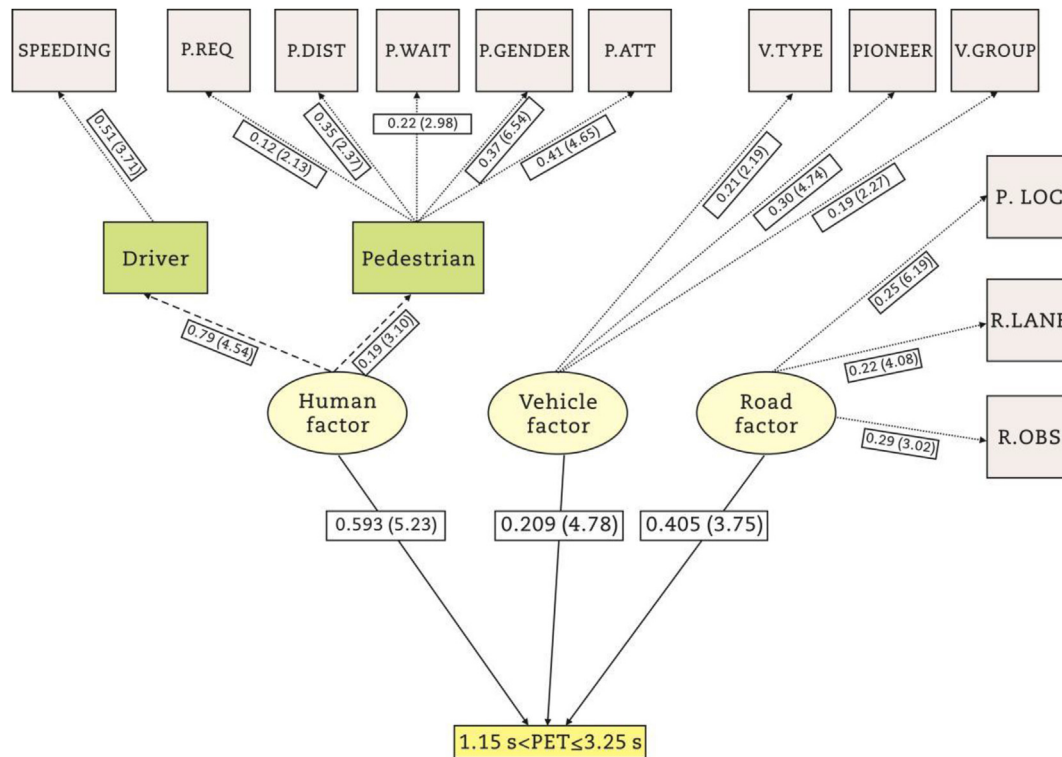 SPEEDING
P.REQ
P.DIST
P.WAIT
P.GENDER
P.ATT
V.TYPE
PIONEER
V.GROUP
0.51 (3.71)
0.12 (2.13)
0.35 (2.37)
0.22 (2.98)
0.37 (6.54)
0.41 (4.65)
0.21 (2.19)
0.30 (4.74)
0.19 (2.27)
P. LOC
Driver
Pedestrian
0.25 (6.19)
R.LANE
0.79 (4.54)
0.19 (3.10)
0.22 (4.08)
Human
factor
Vehicle
factor
Road
factor
0.29 (3.02)
R.OBS
0.593 (5.23)
0.209 (4.78)
0.405 (3.75)
1.15 s<PET≤3.25 s